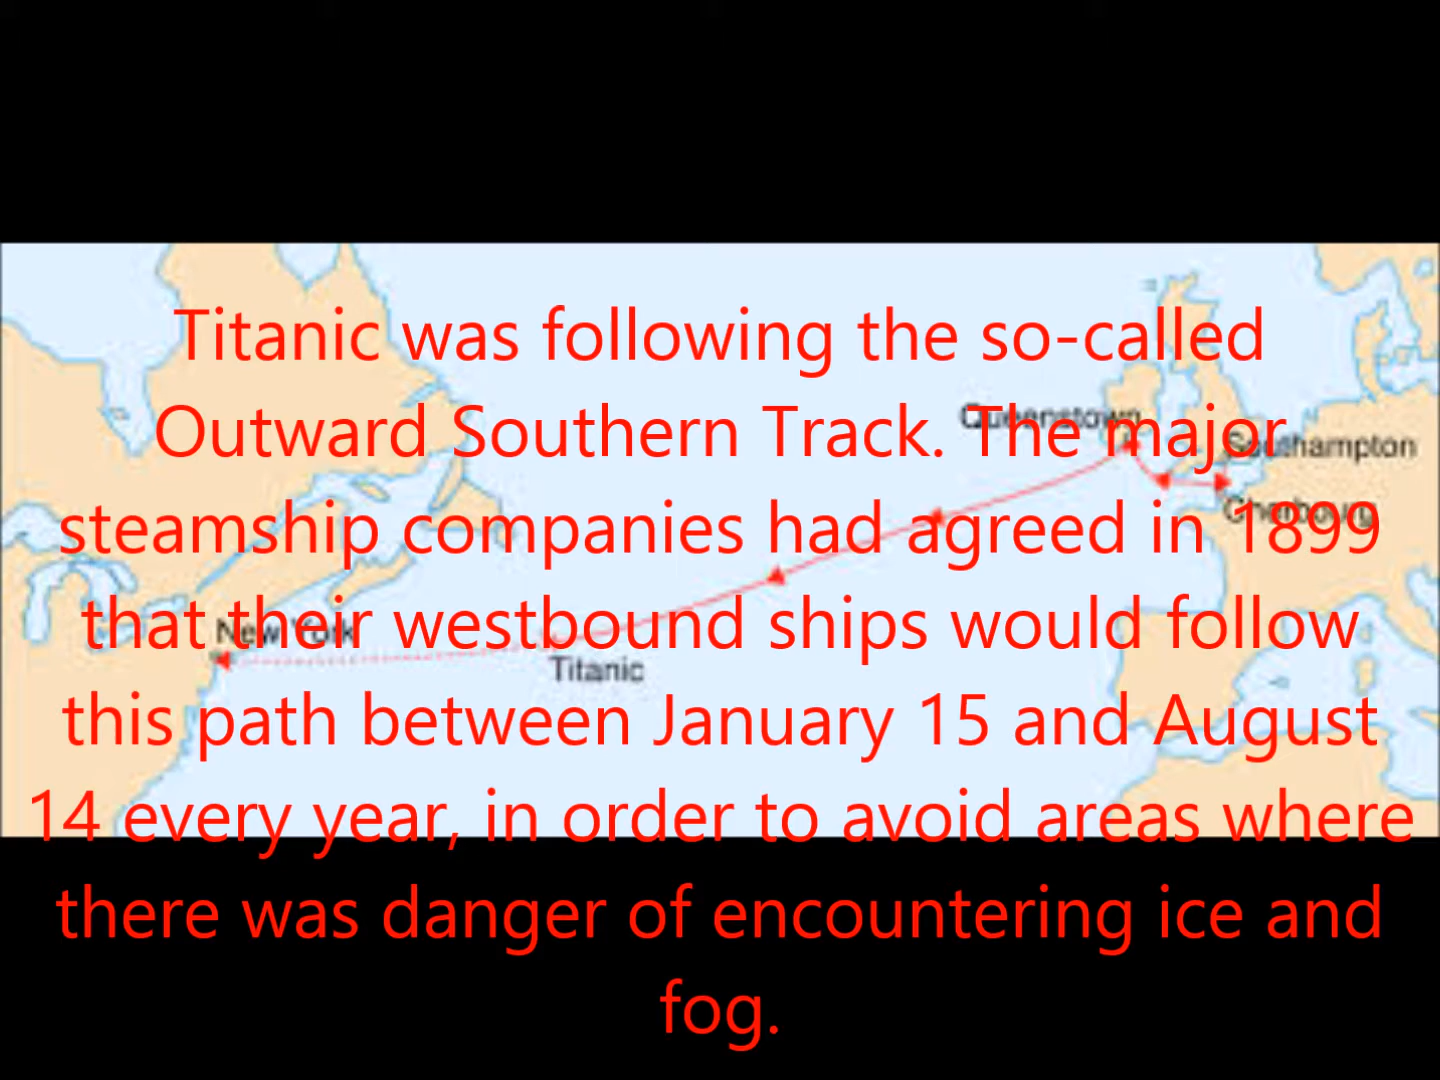 Titanic was following the so-called
Outward Southern Track. The major
steamship companies had agreed in 1899
that their westbound ships would follow
this path between January 15 and August
14 every year, in order to avoid areas where
there was danger of encountering ice and
fog.
Queenstown
Southampton
Cherbourg
New York
Titanic